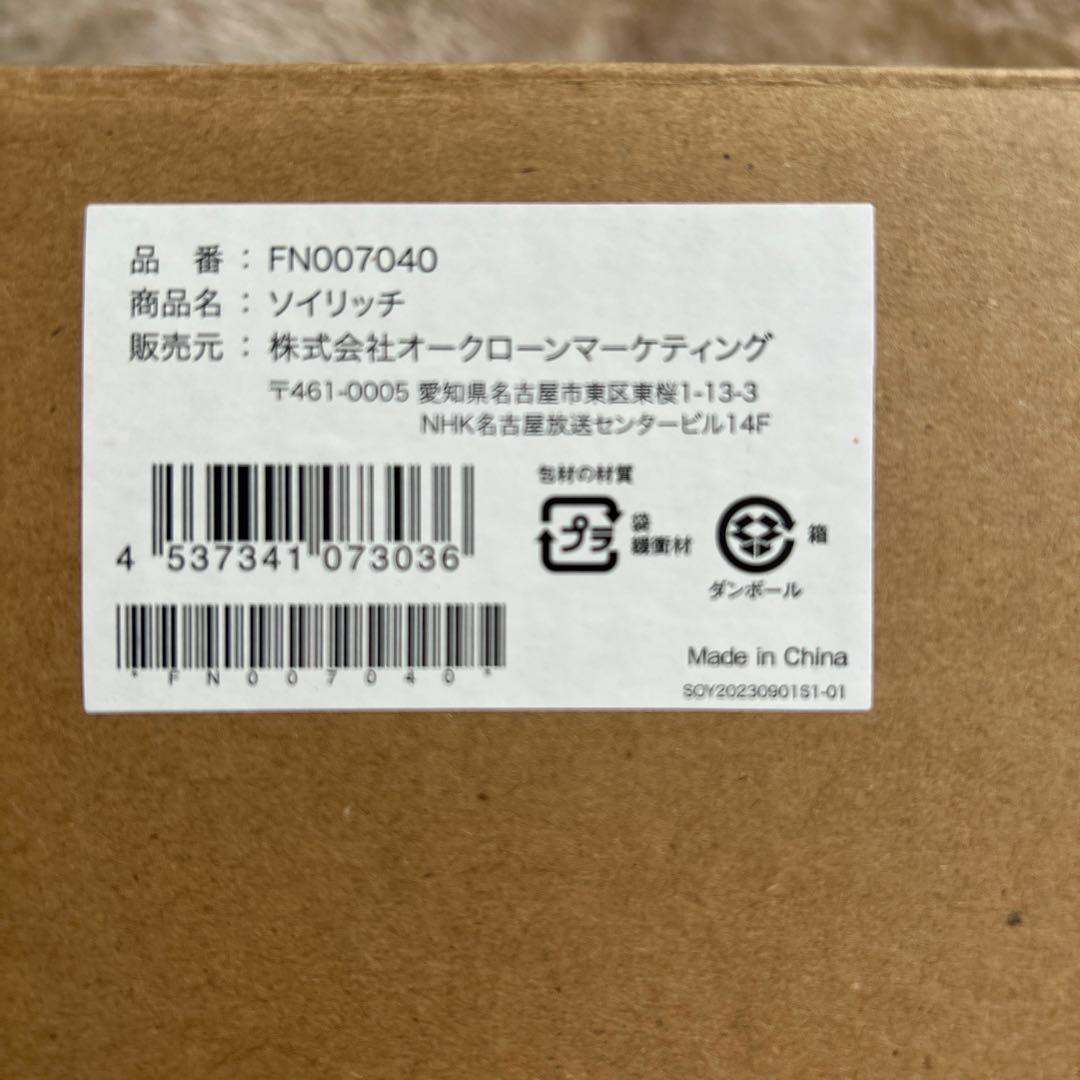 品 番 : FN007040
商品名 : ソイリッチ
販売元 : 株式会社オークローンマーケティング
〒461-0005 愛知県名古屋市東区東桜1-13-3
NHK名古屋放送センタービル14F
包材の材質
プラ 袋 緩衝材
箱
ダンボール
4 537341 073036
*FN007040*
Made in China
SOY20230901S1-01